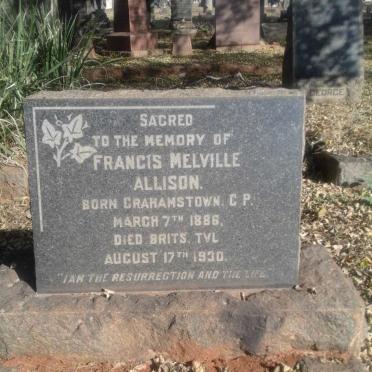 SACRED
TO THE MEMORY OF
FRANCIS MELVILLE
ALLISON.
BORN GRAHAMSTOWN, C.P.
MARCH 7TH 1886,
DIED BRITS, TVL
AUGUST 17TH 1930.
"I AM THE RESURRECTION AND THE LIFE"
GEORGE